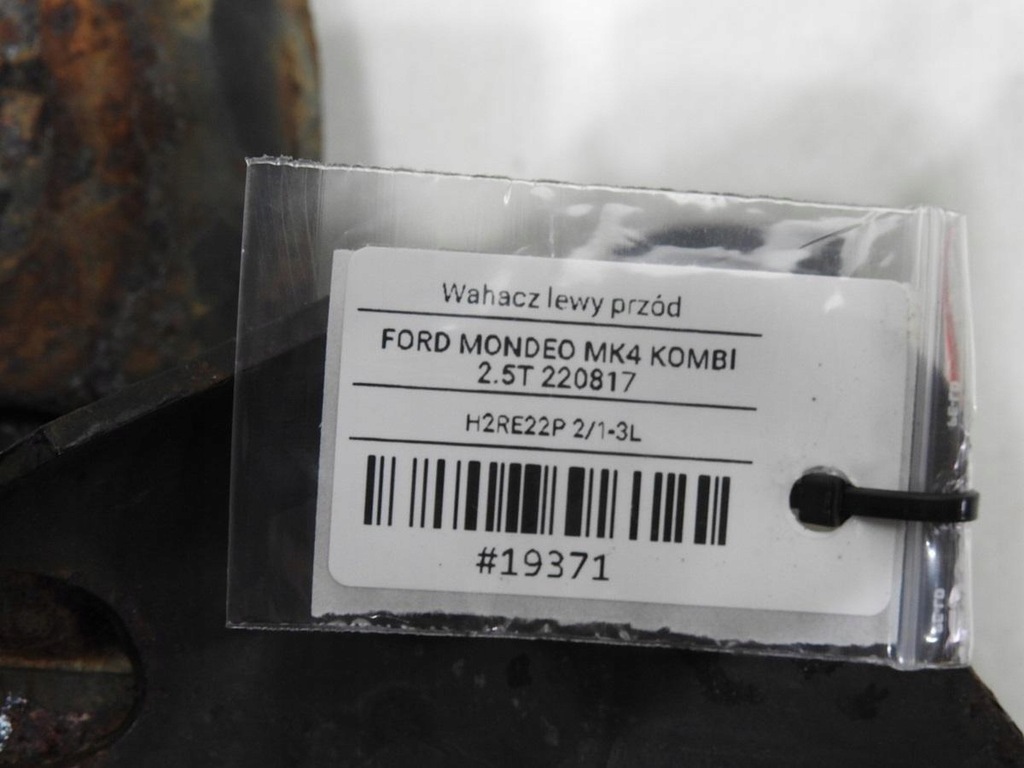 Wahacz lewy przód
FORD MONDEO MK4 KOMBI
2.5T 220817
H2RE22P 2/1-3L
#19371